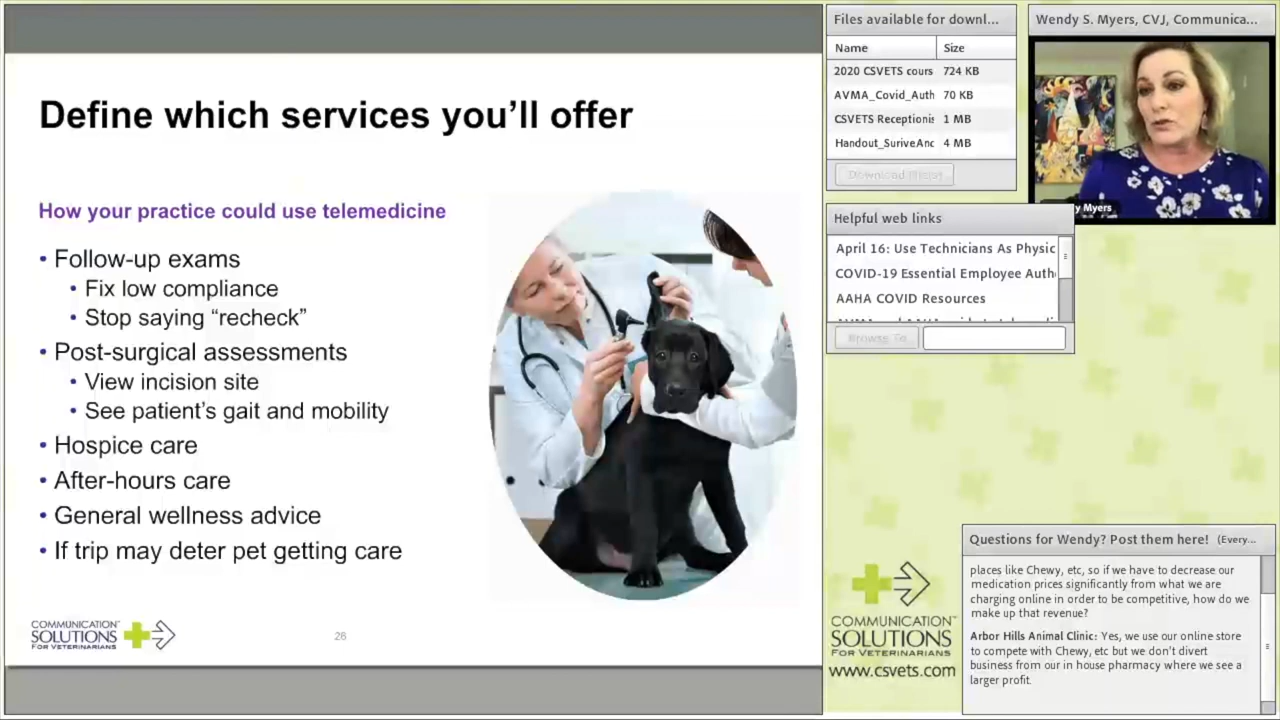 Define which services you'll offer
How your practice could use telemedicine
• Follow-up exams
• Fix low compliance
• Stop saying “recheck”
• Post-surgical assessments
• View incision site
• See patient's gait and mobility
• Hospice care
• After-hours care
• General wellness advice
• If trip may deter pet getting care
COMMUNICATION
SOLUTIONS
FOR VETERINARIANS
26
Files available for downl...
Name Size
2020 CSVETS cours 724 KB
AVMA_Covid_Auth 70 KB
CSVETS Receptionis 1 MB
Handout_SuriveAnc 4 MB
Download File(s)
Wendy S. Myers, CVJ, Communica...
y Myers
Helpful web links
April 16: Use Technicians As Physic
COVID-19 Essential Employee Auth
AAHA COVID Resources
Browse To
COMMUNICATION
SOLUTIONS
FOR VETERINARIANS
www.csvets.com
Questions for Wendy? Post them here! (Every...
places like Chewy, etc, so if we have to decrease our
medication prices significantly from what we are
charging online in order to be competitive, how do we
make up that revenue?
Arbor Hills Animal Clinic: Yes, we use our online store
to compete with Chewy, etc but we don't divert
business from our in house pharmacy where we see a
larger profit.